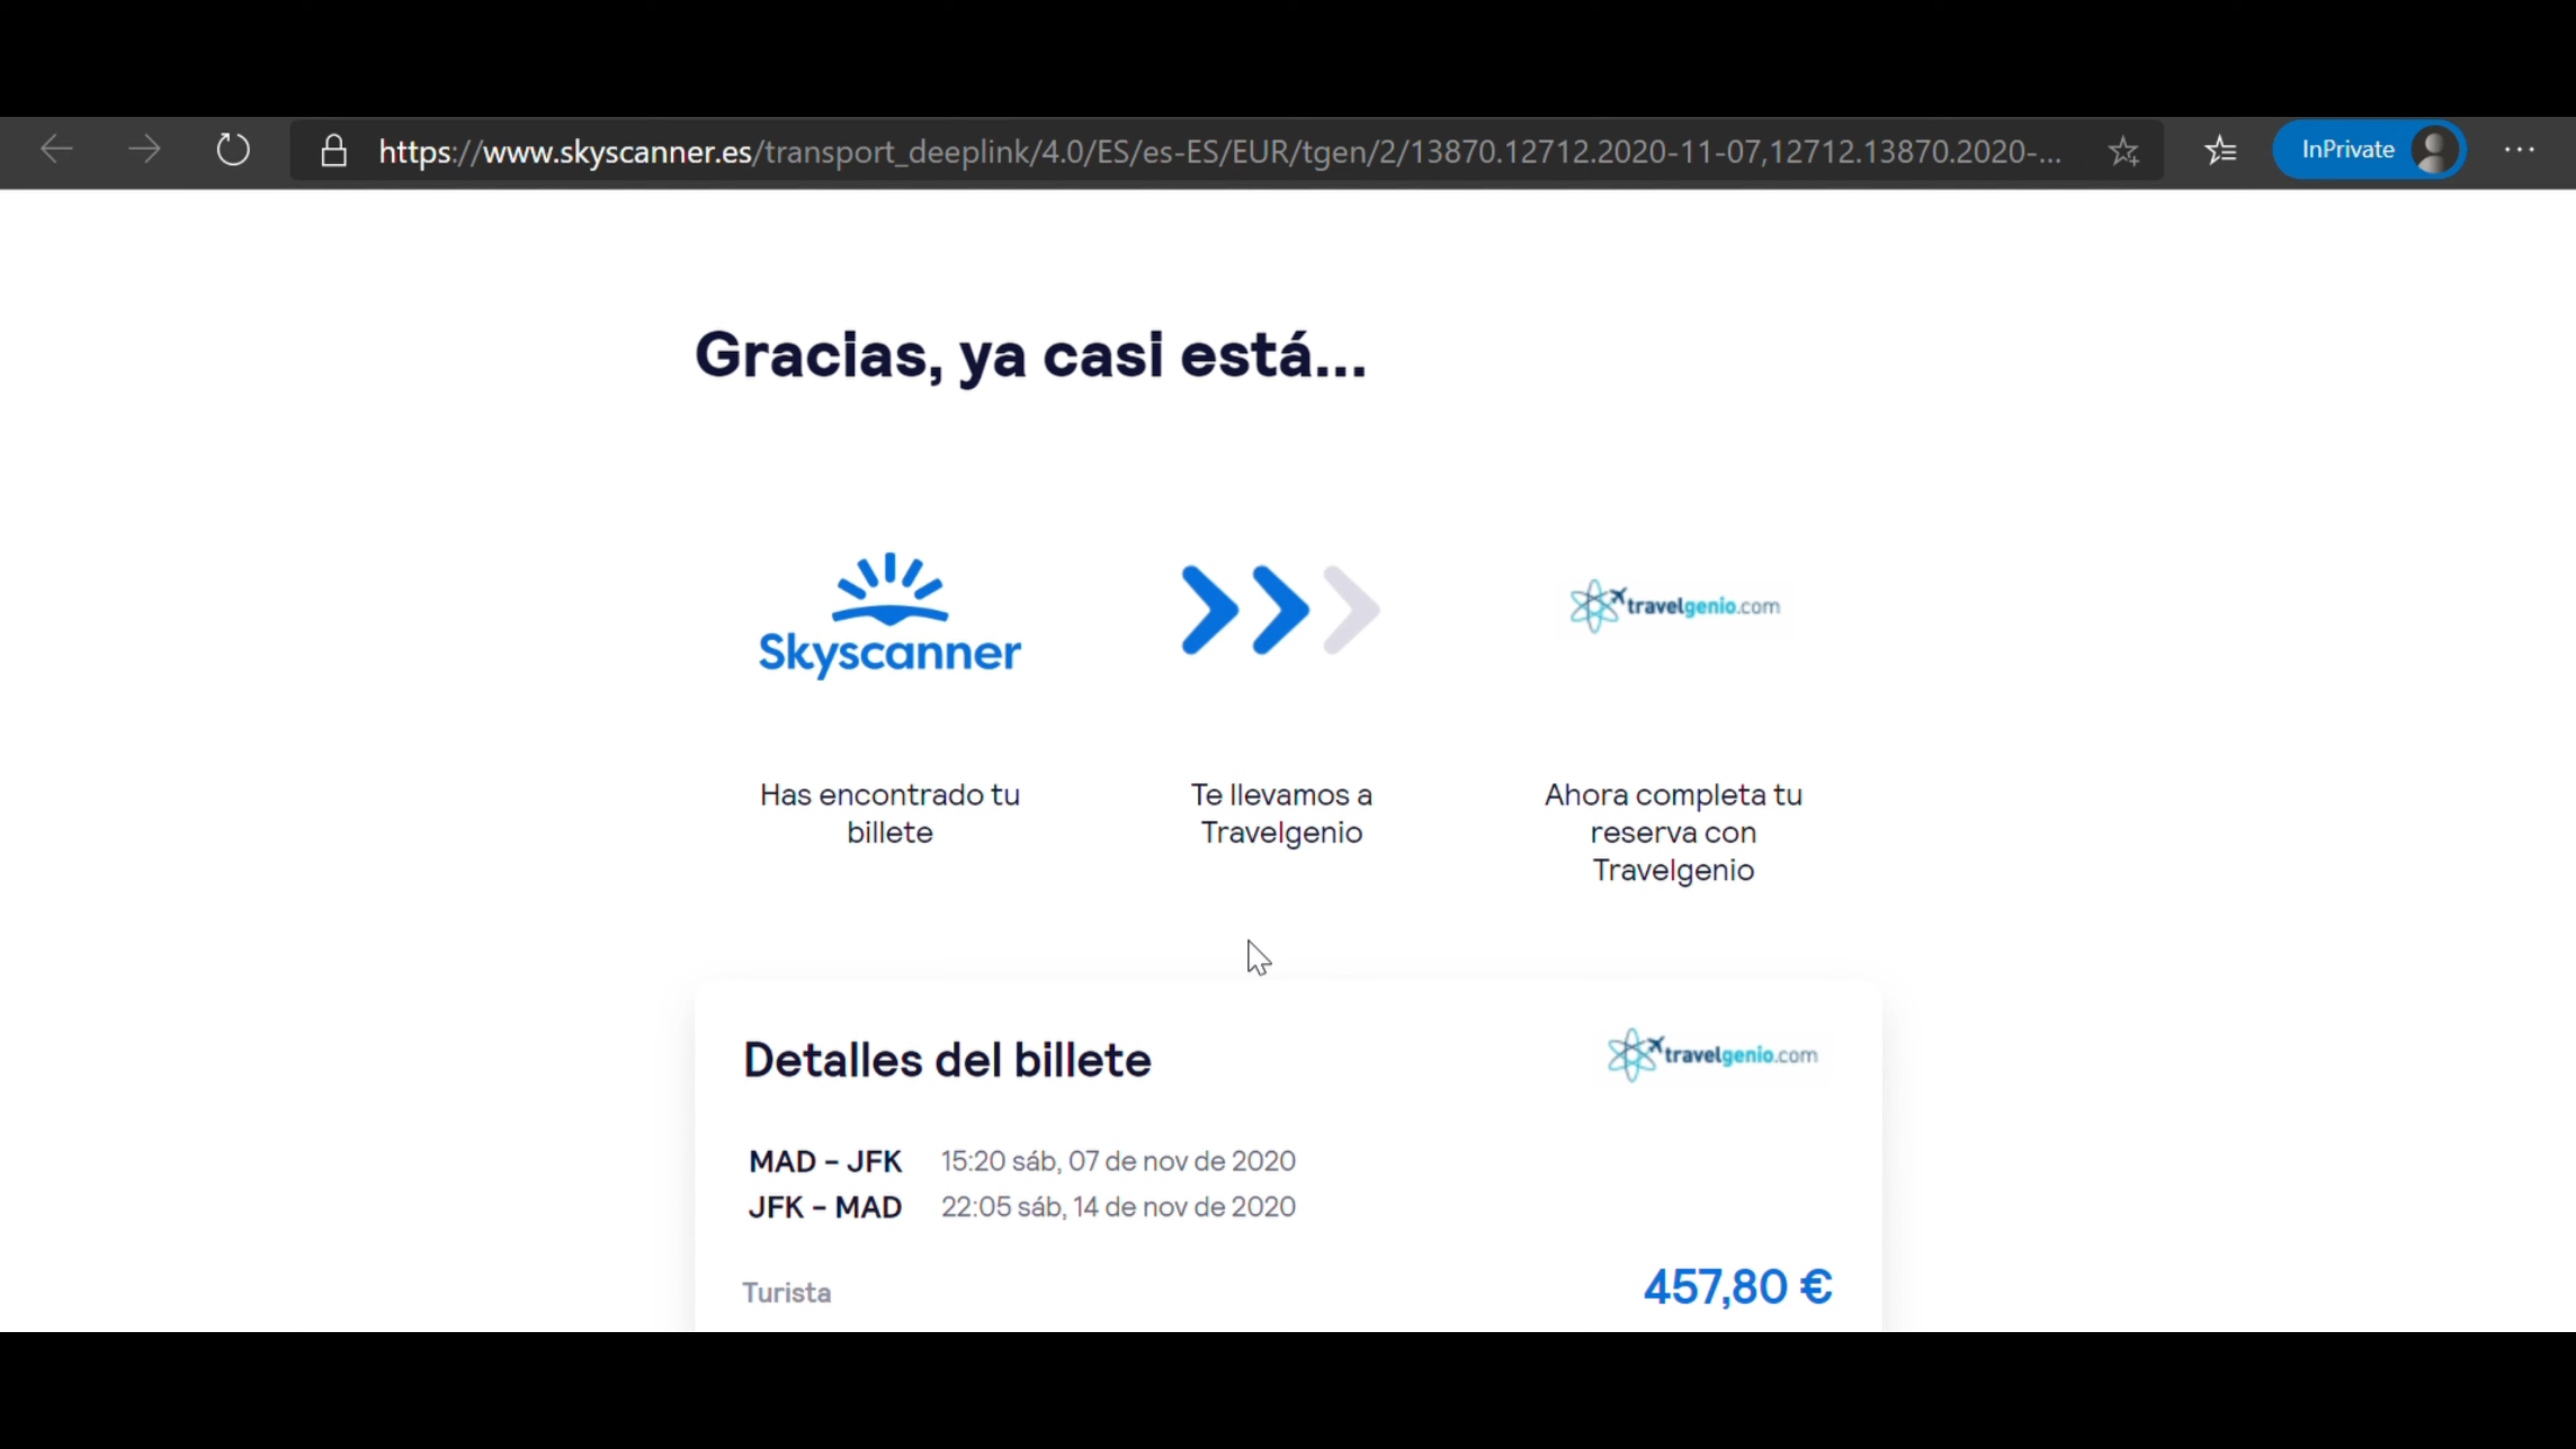 https://www.skyscanner.es/transport_deeplink/4.0/ES/es-ES/EUR/tgen/2/13870.12712.2020-11-07,12712.13870.2020-...
InPrivate
Gracias, ya casi está...
Skyscanner
travelgenio.com
Has encontrado tu
billete
Te llevamos a
Travelgenio
Ahora completa tu
reserva con
Travelgenio
Detalles del billete
travelgenio.com
MAD - JFK 15:20 sáb, 07 de nov de 2020
JFK - MAD 22:05 sáb, 14 de nov de 2020
Turista
457,80 €